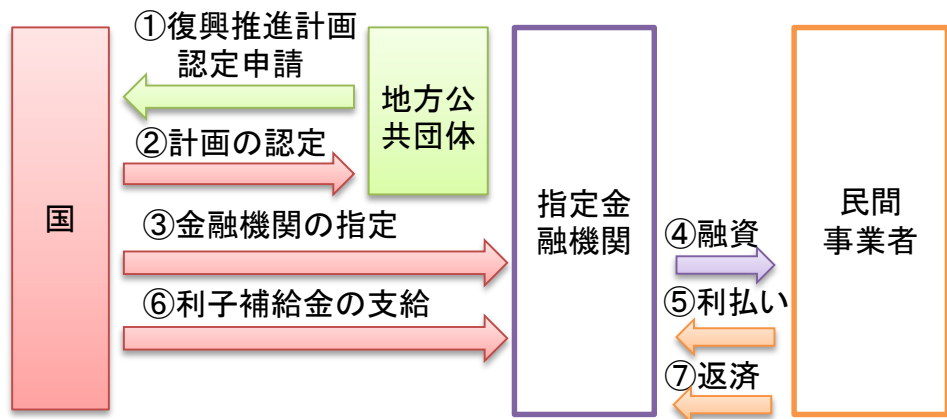 ①復興推進計画
認定申請
地方公
共団体
②計画の認定
国
③金融機関の指定
⑥利子補給金の支給
指定金
融機関
④融資
⑤利払い
⑦返済
民間
事業者